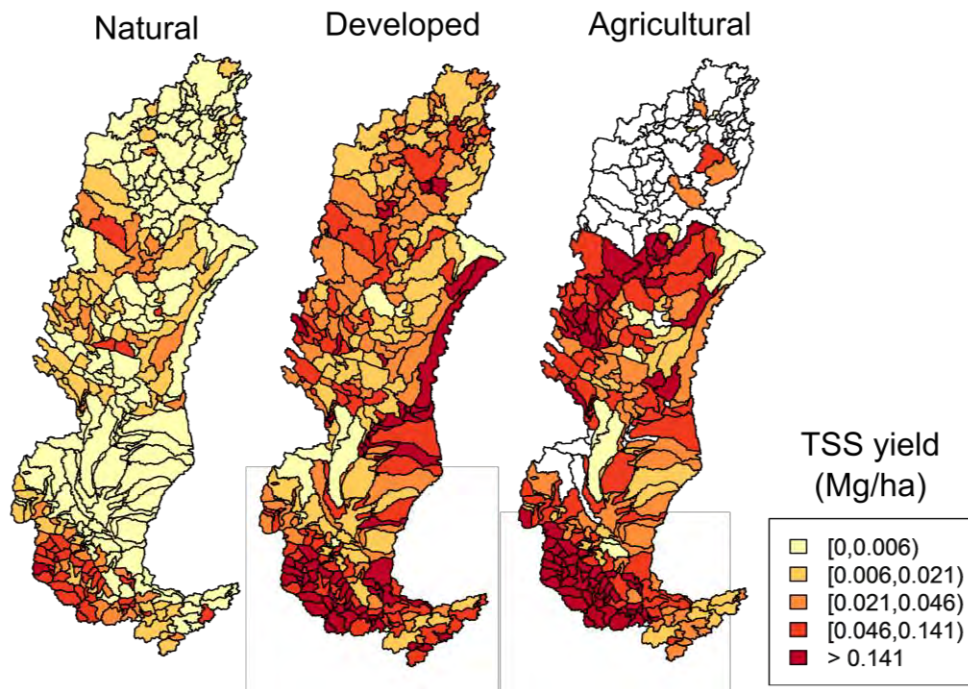 Natural
Developed
Agricultural
TSS yield
(Mg/ha)
[0,0.006)
[0.006,0.021)
[0.021,0.046)
[0.046,0.141)
> 0.141